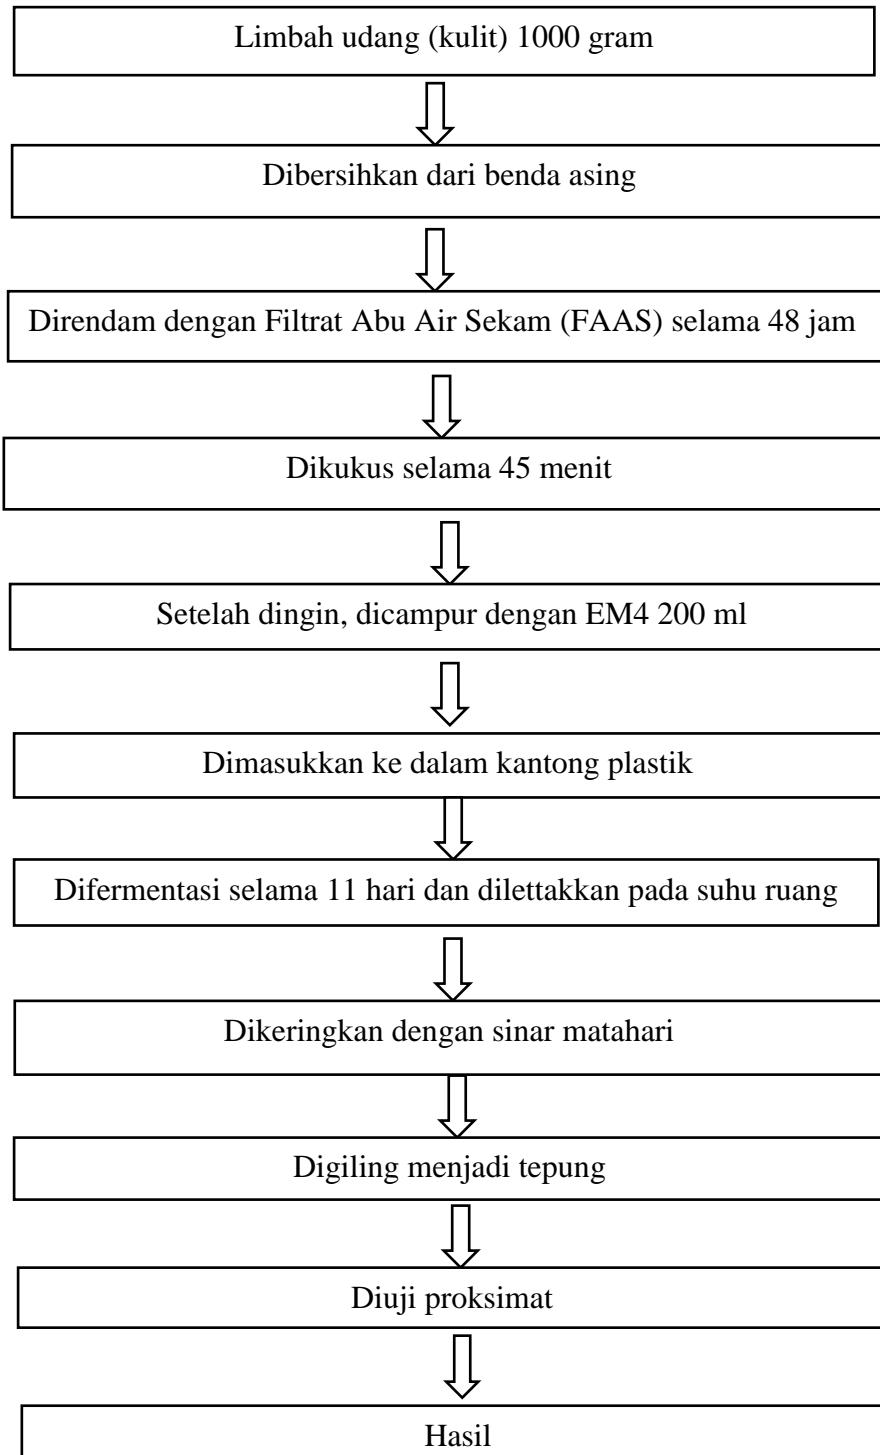 Limbah udang (kulit) 1000 gram
Dibersihkan dari benda asing
Direndam dengan Filtrat Abu Air Sekam (FAAS) selama 48 jam
Dikukus selama 45 menit
Setelah dingin, dicampur dengan EM4 200 ml
Dimasukkan ke dalam kantong plastik
Difermentasi selama 11 hari dan dilettakkan pada suhu ruang
Dikeringkan dengan sinar matahari
Digiling menjadi tepung
Diuji proksimat
Hasil